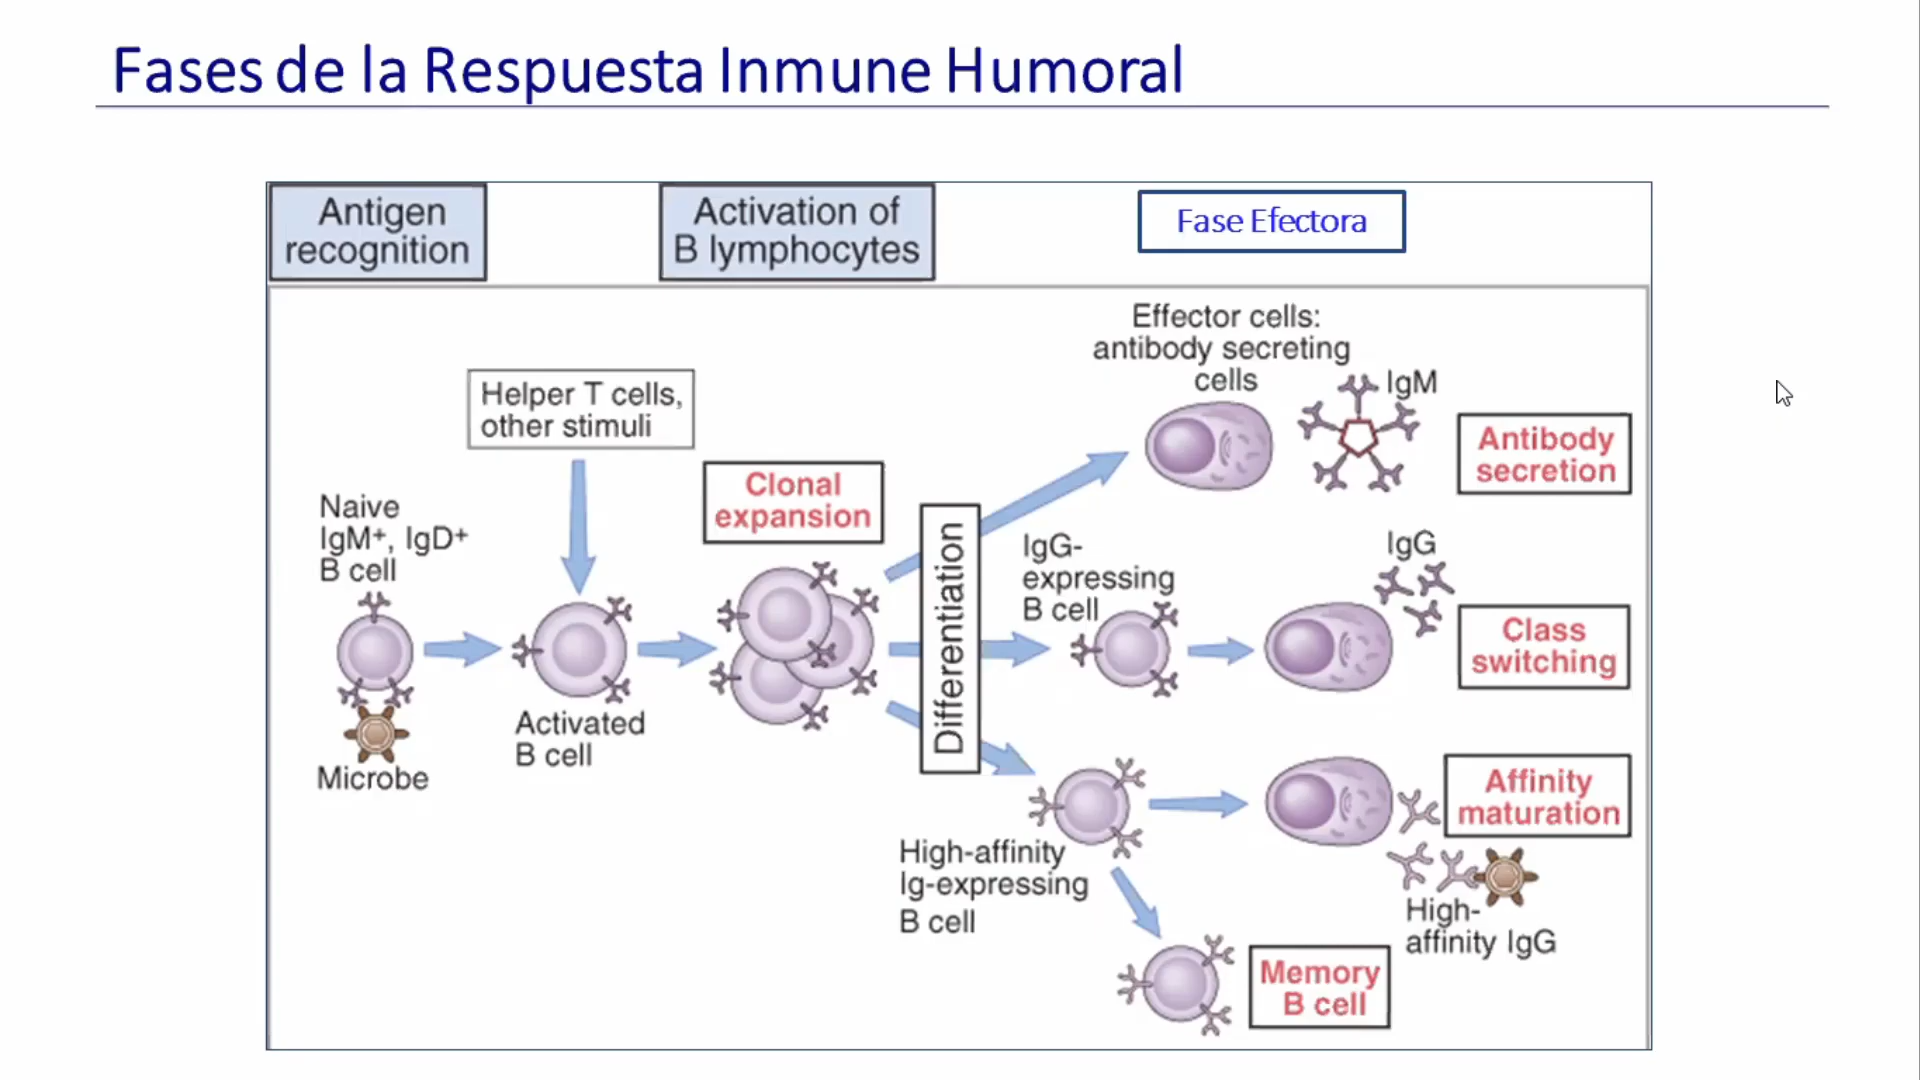 Fases de la Respuesta Inmune Humoral
Antigen
recognition
Activation of
B lymphocytes
Fase Efectora
Effector cells:
antibody secreting
cells
IgM
Antibody
secretion
Helper T cells,
other stimuli
Clonal
expansion
Naive
IgM+, IgD+
B cell
Differentiation
IgG-
expressing
B cell
IgG
Class
switching
Activated
B cell
Microbe
Affinity
maturation
High-affinity
Ig-expressing
B cell
High-
affinity IgG
Memory
B cell